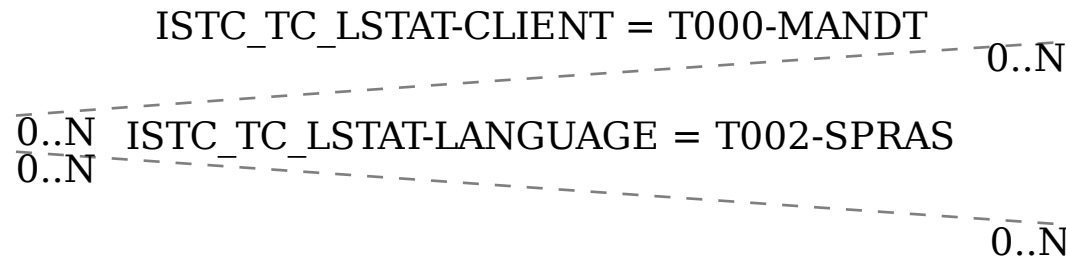 ISTC_TC_LSTAT-CLIENT = T000-MANDT
0..N
0..N
ISTC_TC_LSTAT-LANGUAGE = T002-SPRAS
0..N
0..N